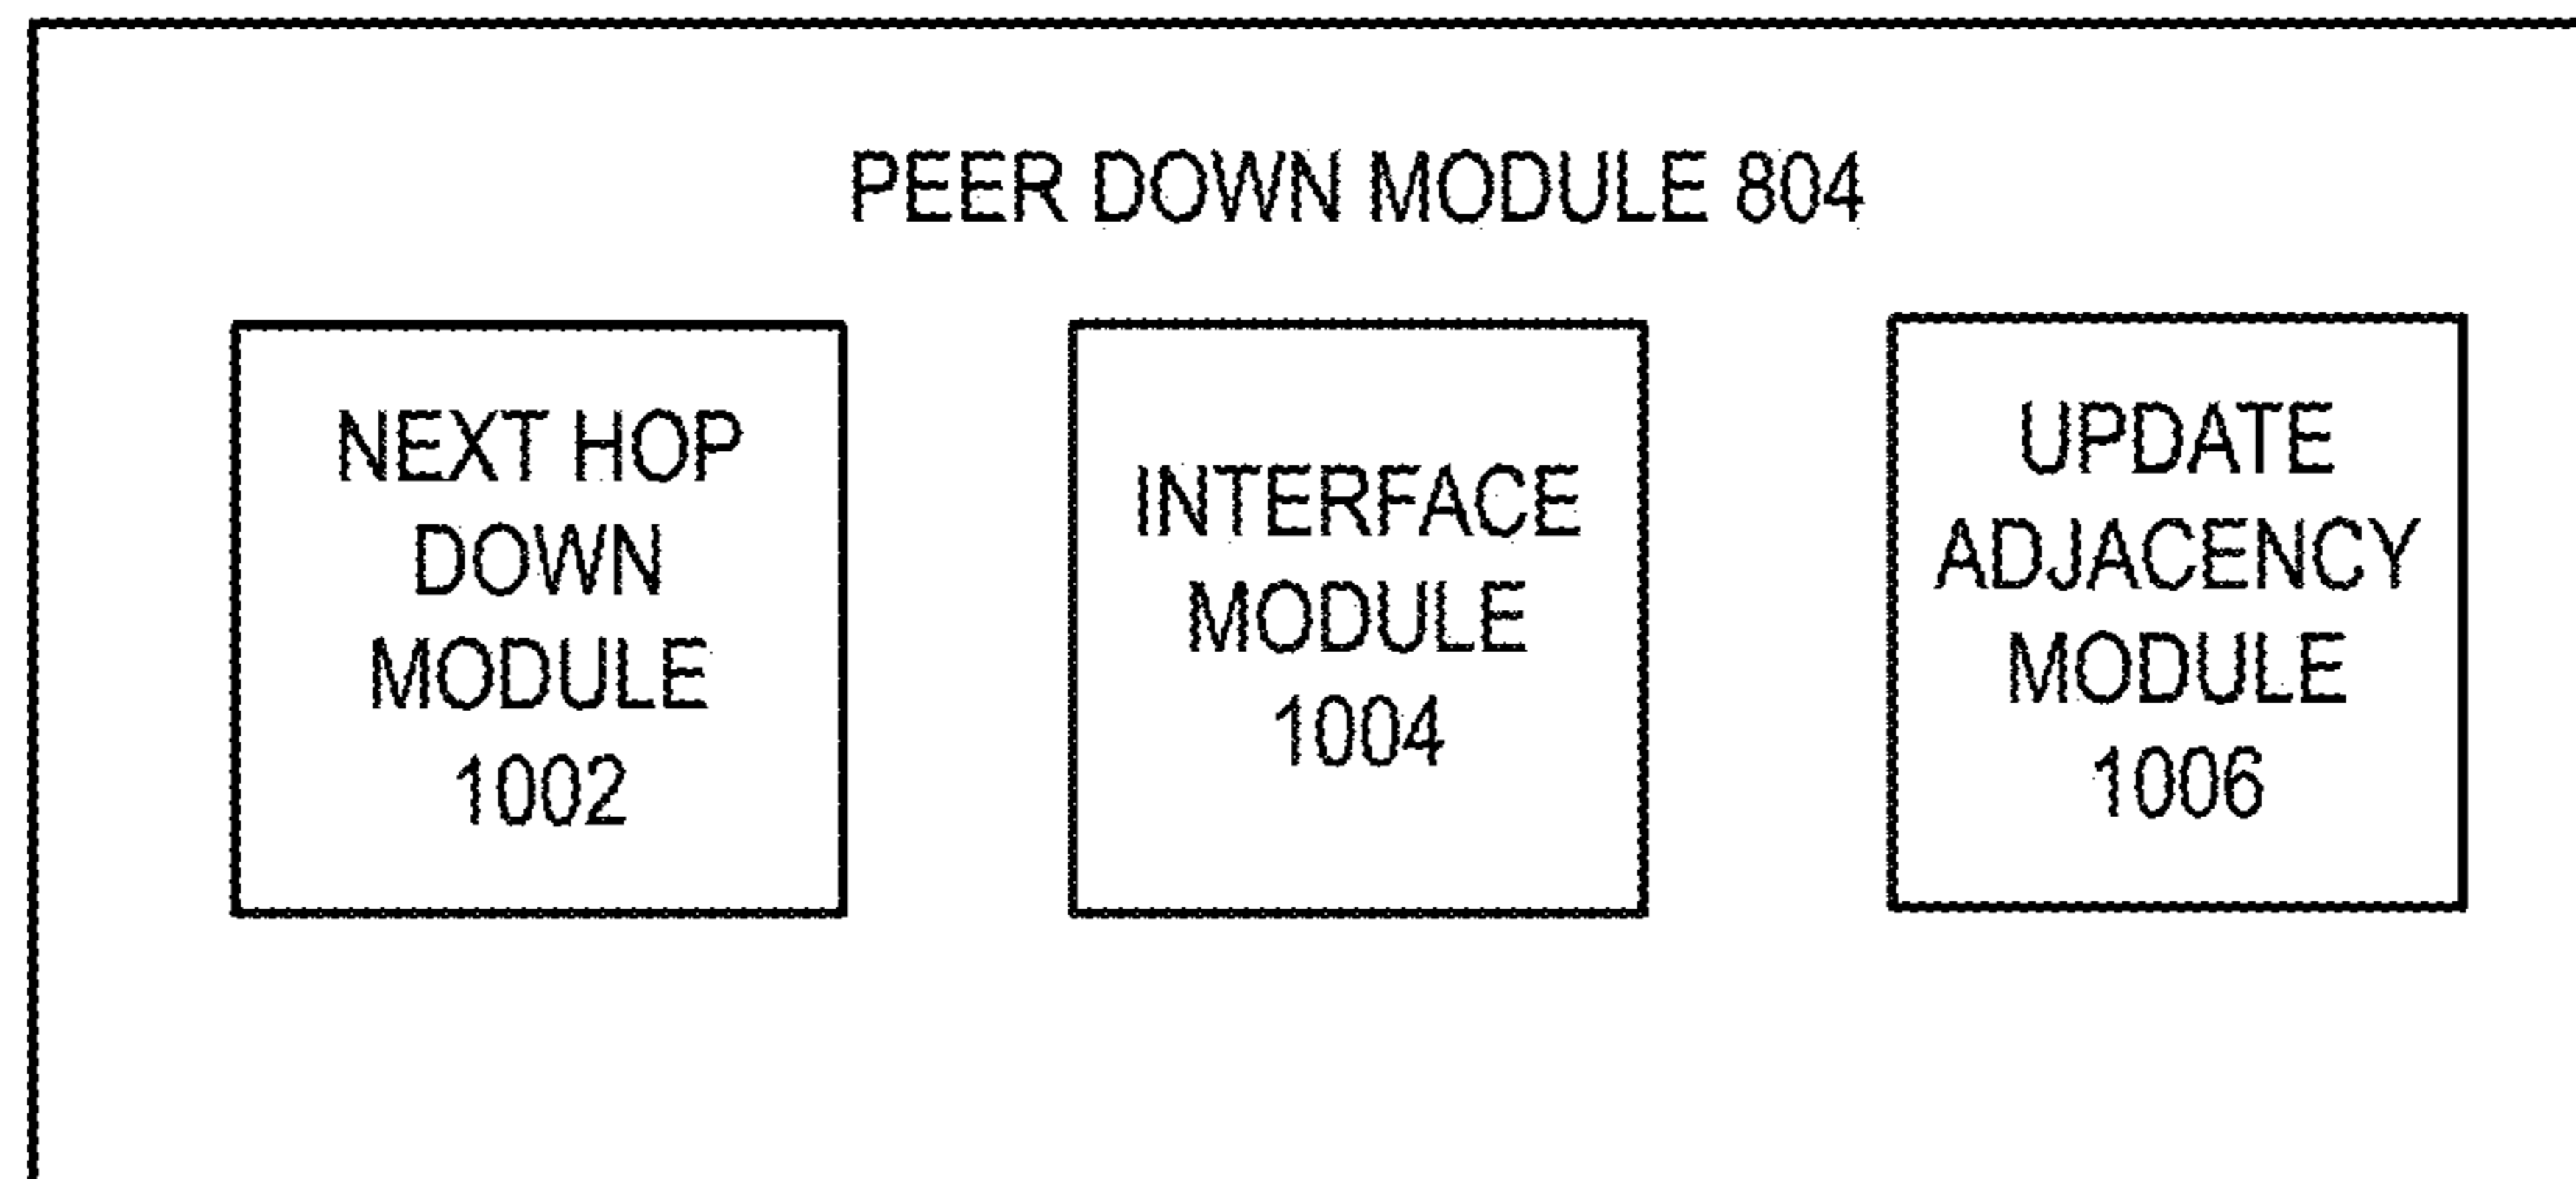 PEER DOWN MODULE 804
NEXT HOP
DOWN
MODULE
1002
INTERFACE
MODULE
1004
UPDATE
ADJACENCY
MODULE
1006